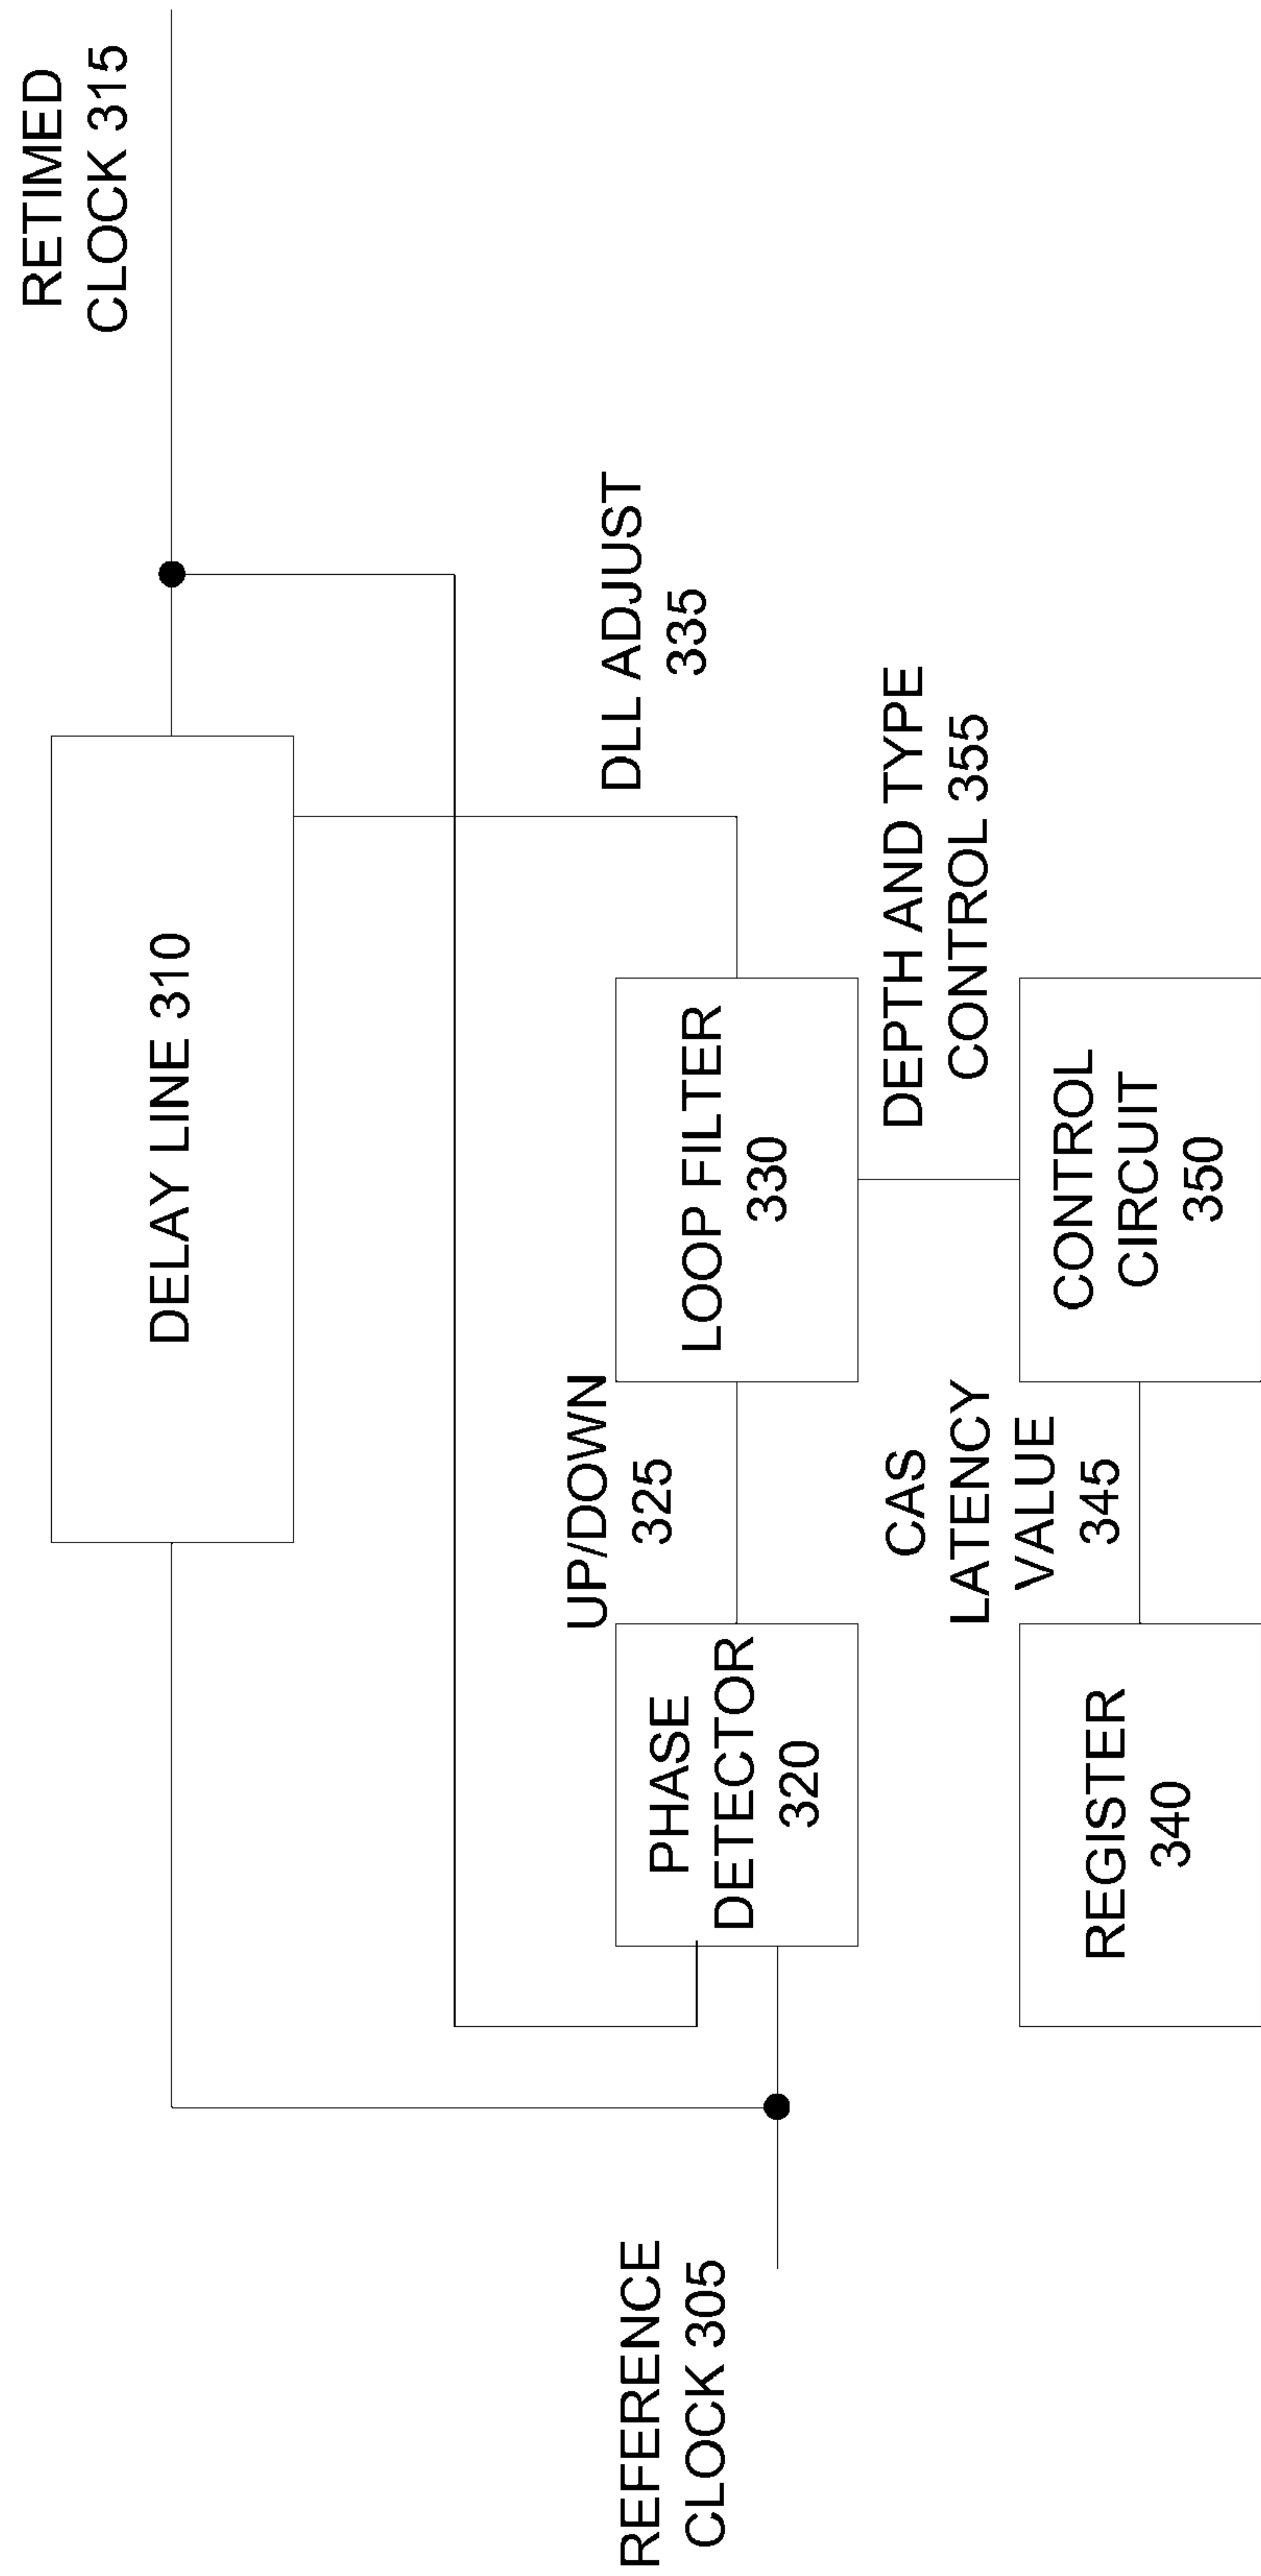 RETIMED
CLOCK 315
DELAY LINE 310
DLL ADJUST
335
UP/DOWN
325
LOOP FILTER
330
PHASE
DETECTOR
320
REFERENCE
CLOCK 305
DEPTH AND TYPE
CONTROL 355
CAS
LATENCY
VALUE
345
CONTROL
CIRCUIT
350
REGISTER
340